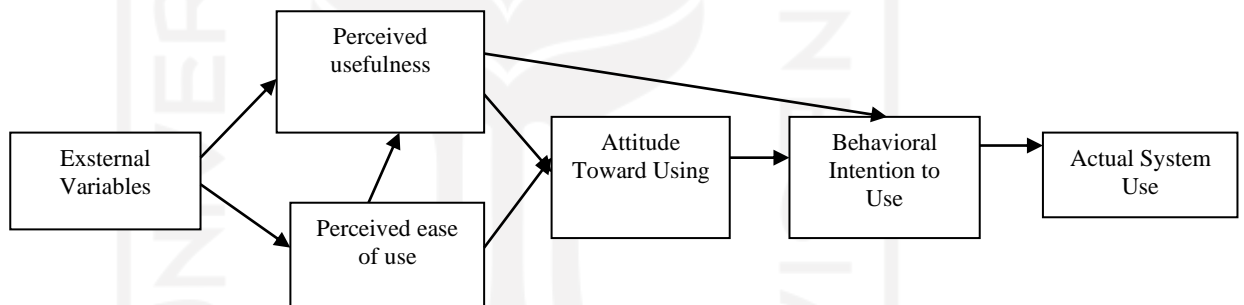 Perceived
usefulness
Exsternal
Variables
Perceived ease
of use
Attitude
Toward Using
Behavioral
Intention to
Use
Actual System
Use